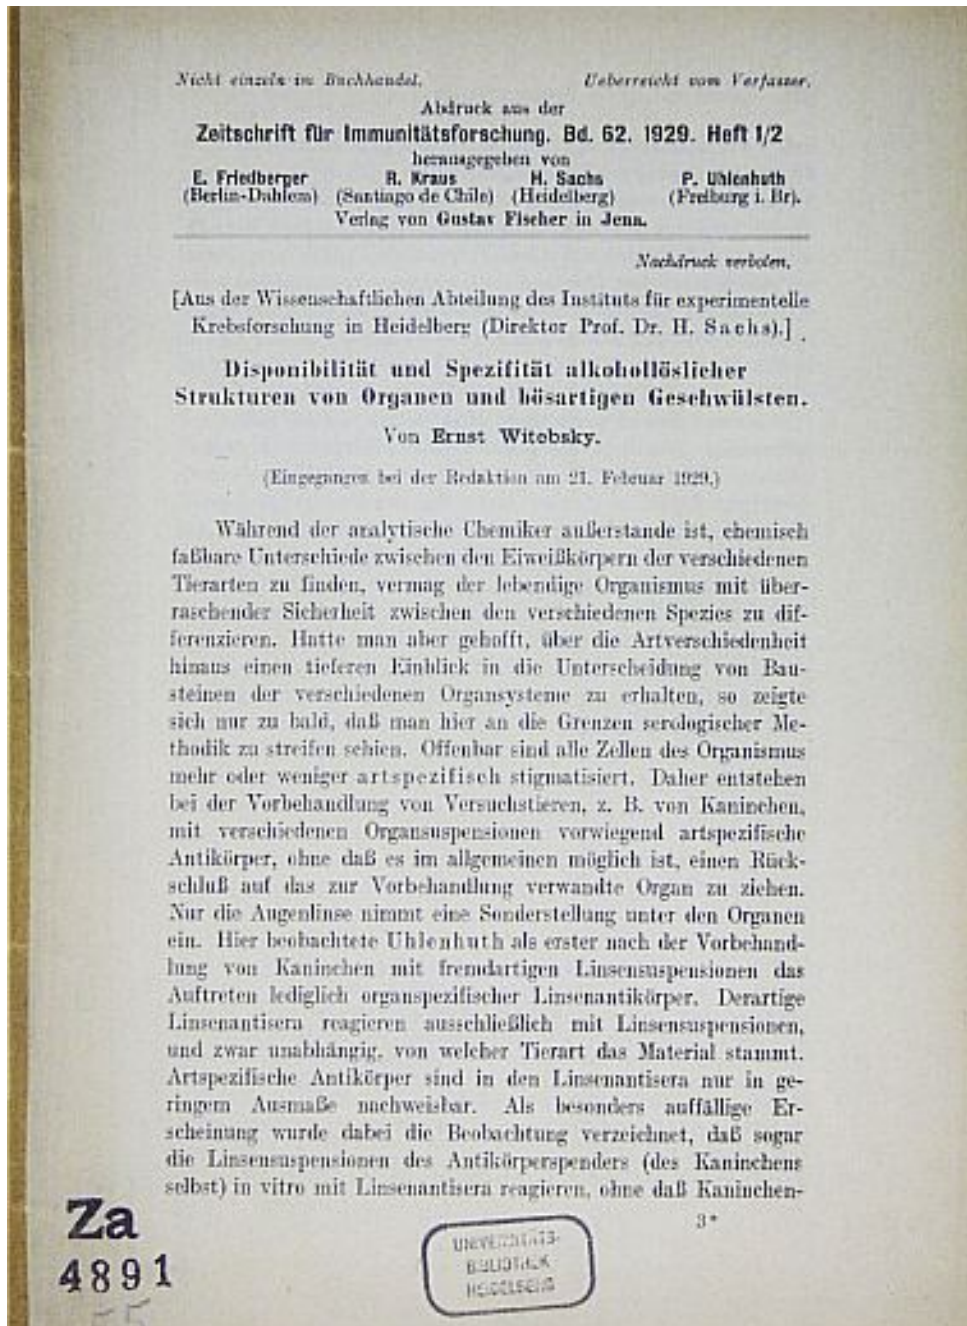 Nicht einzeln im Buchhandel. Ueberreicht vom Verfasser.
Abdruck aus der
Zeitschrift für Immunitätsforschung. Bd. 62. 1929. Heft 1/2
herausgegeben von
E. Friedberger R. Kraus H. Sachs P. Uhlenhuth
(Berlin-Dahlem) (Santiago de Chile) (Heidelberg) (Freiburg i. Br).
Verlag von Gustav Fischer in Jena.
Nachdruck verboten.
[Aus der Wissenschaftlichen Abteilung des Instituts für experimentelle
Krebsforschung in Heidelberg (Direktor Prof. Dr. H. Sachs).]
Disponibilität und Spezifität alkohollöslicher
Strukturen von Organen und bösartigen Geschwülsten.
Von Ernst Witebsky.
(Eingegangen bei der Redaktion am 21. Februar 1929.)
Während der analytische Chemiker außerstande ist, chemisch
faßbare Unterschiede zwischen den Eiweißkörpern der verschiedenen
Tierarten zu finden, vermag der lebendige Organismus mit über-
raschender Sicherheit zwischen den verschiedenen Spezies zu dif-
ferenzieren. Hatte man aber gehofft, über die Artverschiedenheit
hinaus einen tieferen Einblick in die Unterscheidung von Bau-
steinen der verschiedenen Organsysteme zu erhalten, so zeigte
sich nur zu bald, daß man hier an die Grenzen serologischer Me-
thodik zu streifen schien. Offenbar sind alle Zellen des Organismus
mehr oder weniger artspezifisch stigmatisiert. Daher entstehen
bei der Vorbehandlung von Versuchstieren, z. B. von Kaninchen,
mit verschiedenen Organsuspensionen vorwiegend artspezifische
Antikörper, ohne daß es im allgemeinen möglich ist, einen Rück-
schluß auf das zur Vorbehandlung verwandte Organ zu ziehen.
Nur die Augenlinse nimmt eine Sonderstellung unter den Organen
ein. Hier beobachtete Uhlenhuth als erster nach der Vorbehand-
lung von Kaninchen mit fremdartigen Linsensuspensionen das
Auftreten lediglich organspezifischer Linsenantikörper. Derartige
Linsenantisera reagieren ausschließlich mit Linsensuspensionen,
und zwar unabhängig, von welcher Tierart das Material stammt.
Artspezifische Antikörper sind in den Linsenantisera nur in ge-
ringem Ausmaße nachweisbar. Als besonders auffällige Er-
scheinung wurde dabei die Beobachtung verzeichnet, daß sogar
die Linsensuspensionen des Antikörperspenders (des Kaninchens
selbst) in vitro mit Linsenantisera reagieren, ohne daß Kaninchen-
3*
Za
4891
UNIVERSITÄTS-
BIBLIOTHEK
HEIDELBERG